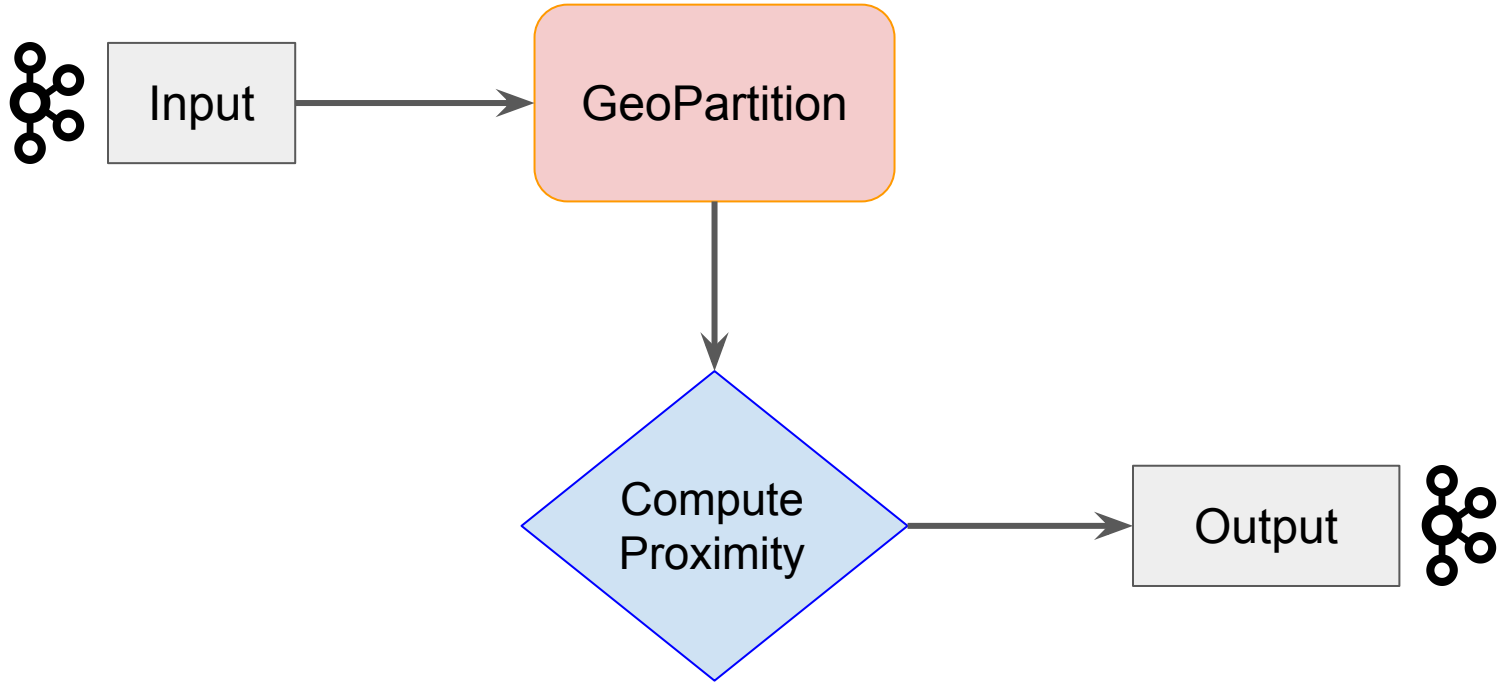 Input
GeoPartition
Compute
Proximity
Output